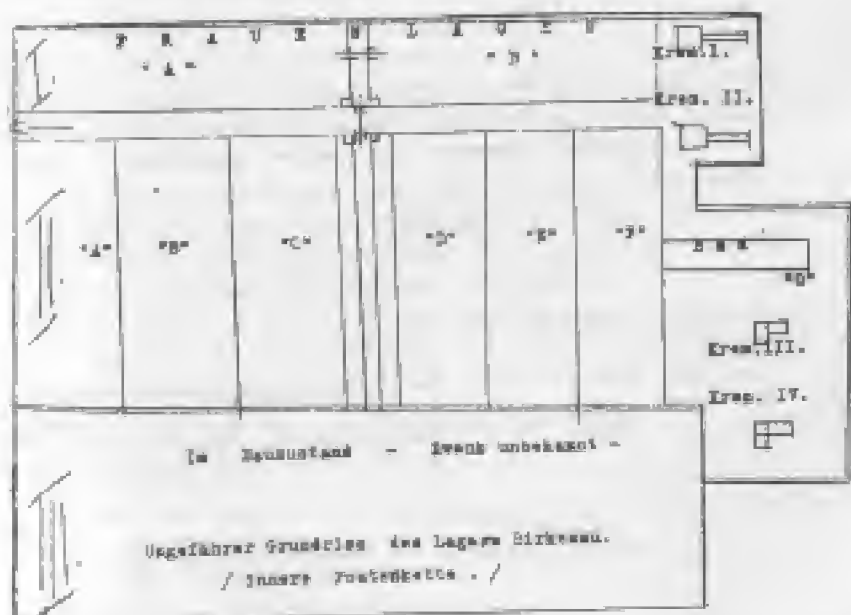 F R A U E N L A G E R
"A" "B"
Krem. I.
Krem. II.
"A" "B" "C" "D" "E" "F"
"G"
Krem. III.
Krem. IV.
Im Bauzustand - Zweck unbekannt -
Ungefährer Grundriss des Lagers Birkenau.
/ innere Postenkette . /